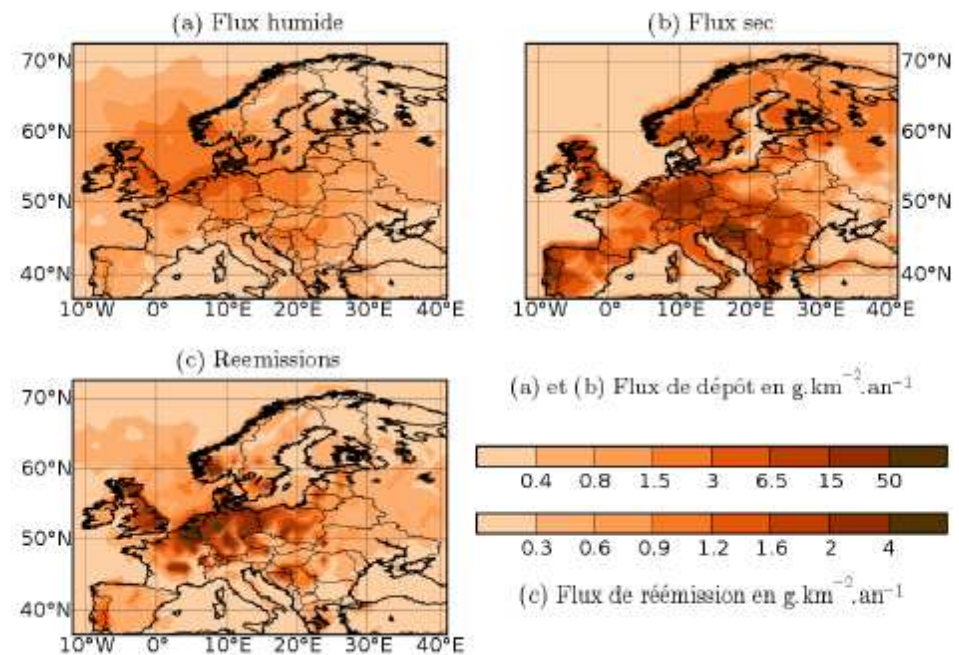 (a) Flux humide
(b) Flux sec
70°N
60°N
50°N
40°N
10°W 0° 10°E 20°E 30°E 40°E
70°N
60°N
50°N
40°N
10°W 0° 10°E 20°E 30°E 40°E
(c) Reemissions
70°N
60°N
50°N
40°N
10°W 0° 10°E 20°E 30°E 40°E
(a) et (b) Flux de dépôt en g.km⁻².an⁻¹
0.4 0.8 1.5 3 6.5 15 50
0.3 0.6 0.9 1.2 1.6 2 4
(c) Flux de réémission en g.km⁻².an⁻¹